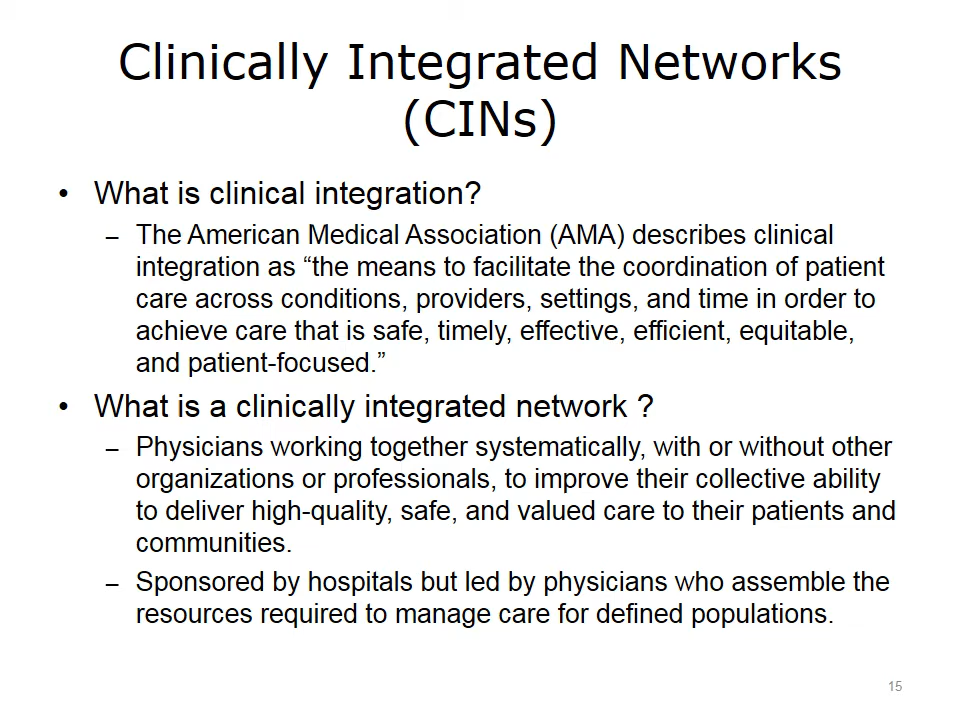 Clinically Integrated Networks
(CINs)
• What is clinical integration?
– The American Medical Association (AMA) describes clinical
integration as “the means to facilitate the coordination of patient
care across conditions, providers, settings, and time in order to
achieve care that is safe, timely, effective, efficient, equitable,
and patient-focused.”
• What is a clinically integrated network ?
– Physicians working together systematically, with or without other
organizations or professionals, to improve their collective ability
to deliver high-quality, safe, and valued care to their patients and
communities.
– Sponsored by hospitals but led by physicians who assemble the
resources required to manage care for defined populations.
15